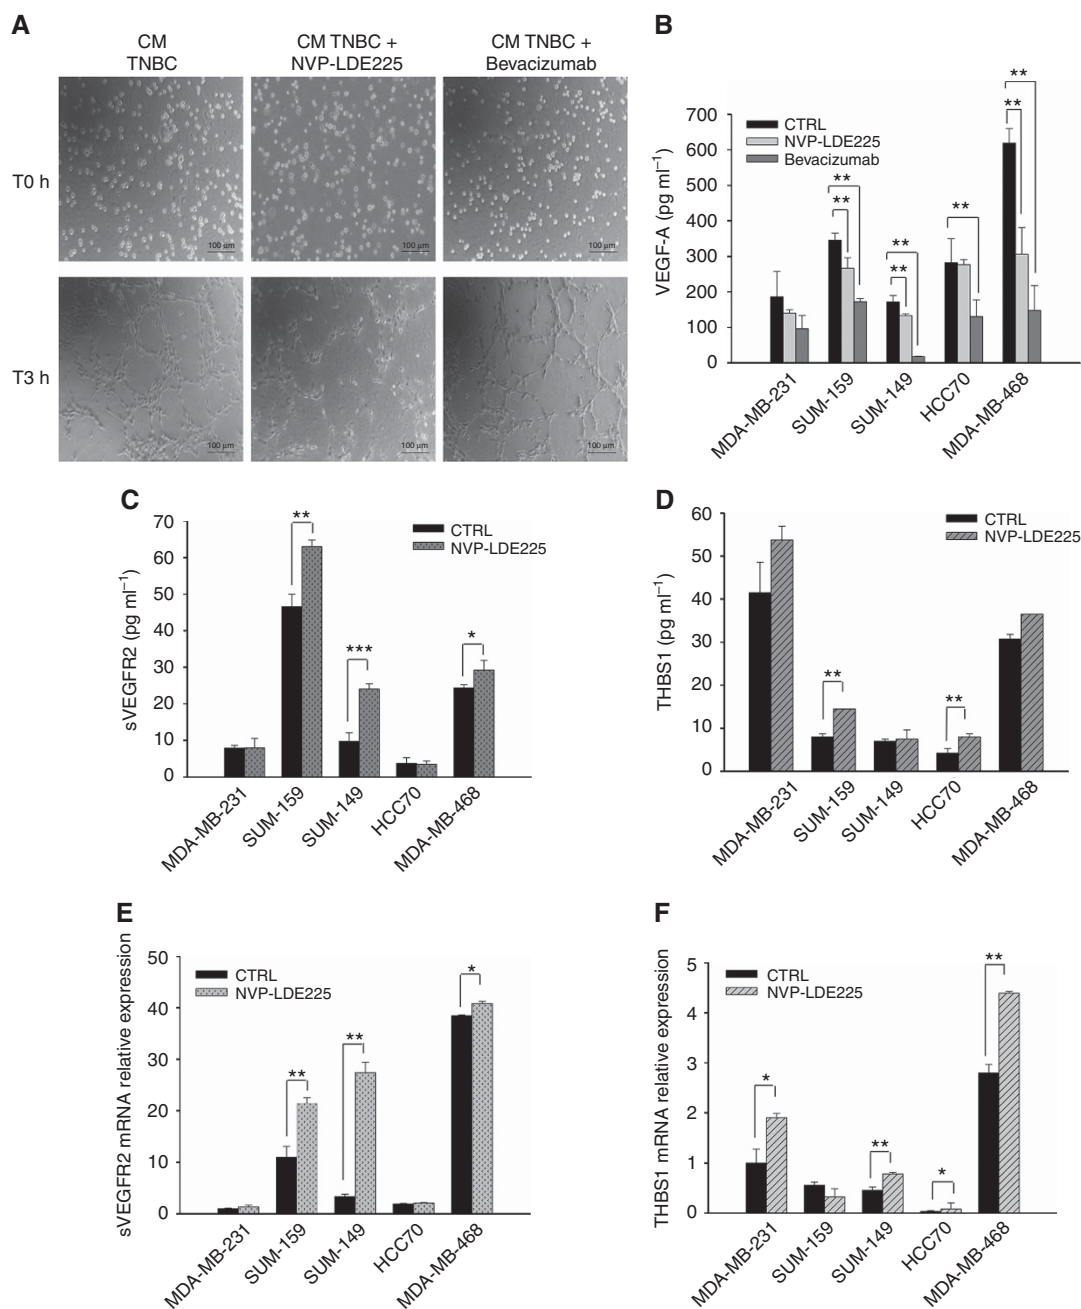 A
CM
TNBC
CM TNBC +
NVP-LDE225
CM TNBC +
Bevacizumab
T0 h
100 µm
100 µm
100 µm
T3 h
100 µm
100 µm
100 µm
B
VEGF-A (pg ml⁻¹)
700
600
500
400
300
200
100
0
CTRL
NVP-LDE225
Bevacizumab
**
**
**
**
**
**
**
MDA-MB-231
SUM-159
SUM-149
HCC70
MDA-MB-468
C
sVEGFR2 (pg ml⁻¹)
70
60
50
40
30
20
10
0
CTRL
NVP-LDE225
**
***
*
MDA-MB-231
SUM-159
SUM-149
HCC70
MDA-MB-468
D
THBS1 (pg ml⁻¹)
60
50
40
30
20
10
0
CTRL
NVP-LDE225
**
**
MDA-MB-231
SUM-159
SUM-149
HCC70
MDA-MB-468
E
sVEGFR2 mRNA relative expression
50
40
30
20
10
0
CTRL
NVP-LDE225
**
**
*
MDA-MB-231
SUM-159
SUM-149
HCC70
MDA-MB-468
F
THBS1 mRNA relative expression
5
4
3
2
1
0
CTRL
NVP-LDE225
*
**
*
**
MDA-MB-231
SUM-159
SUM-149
HCC70
MDA-MB-468